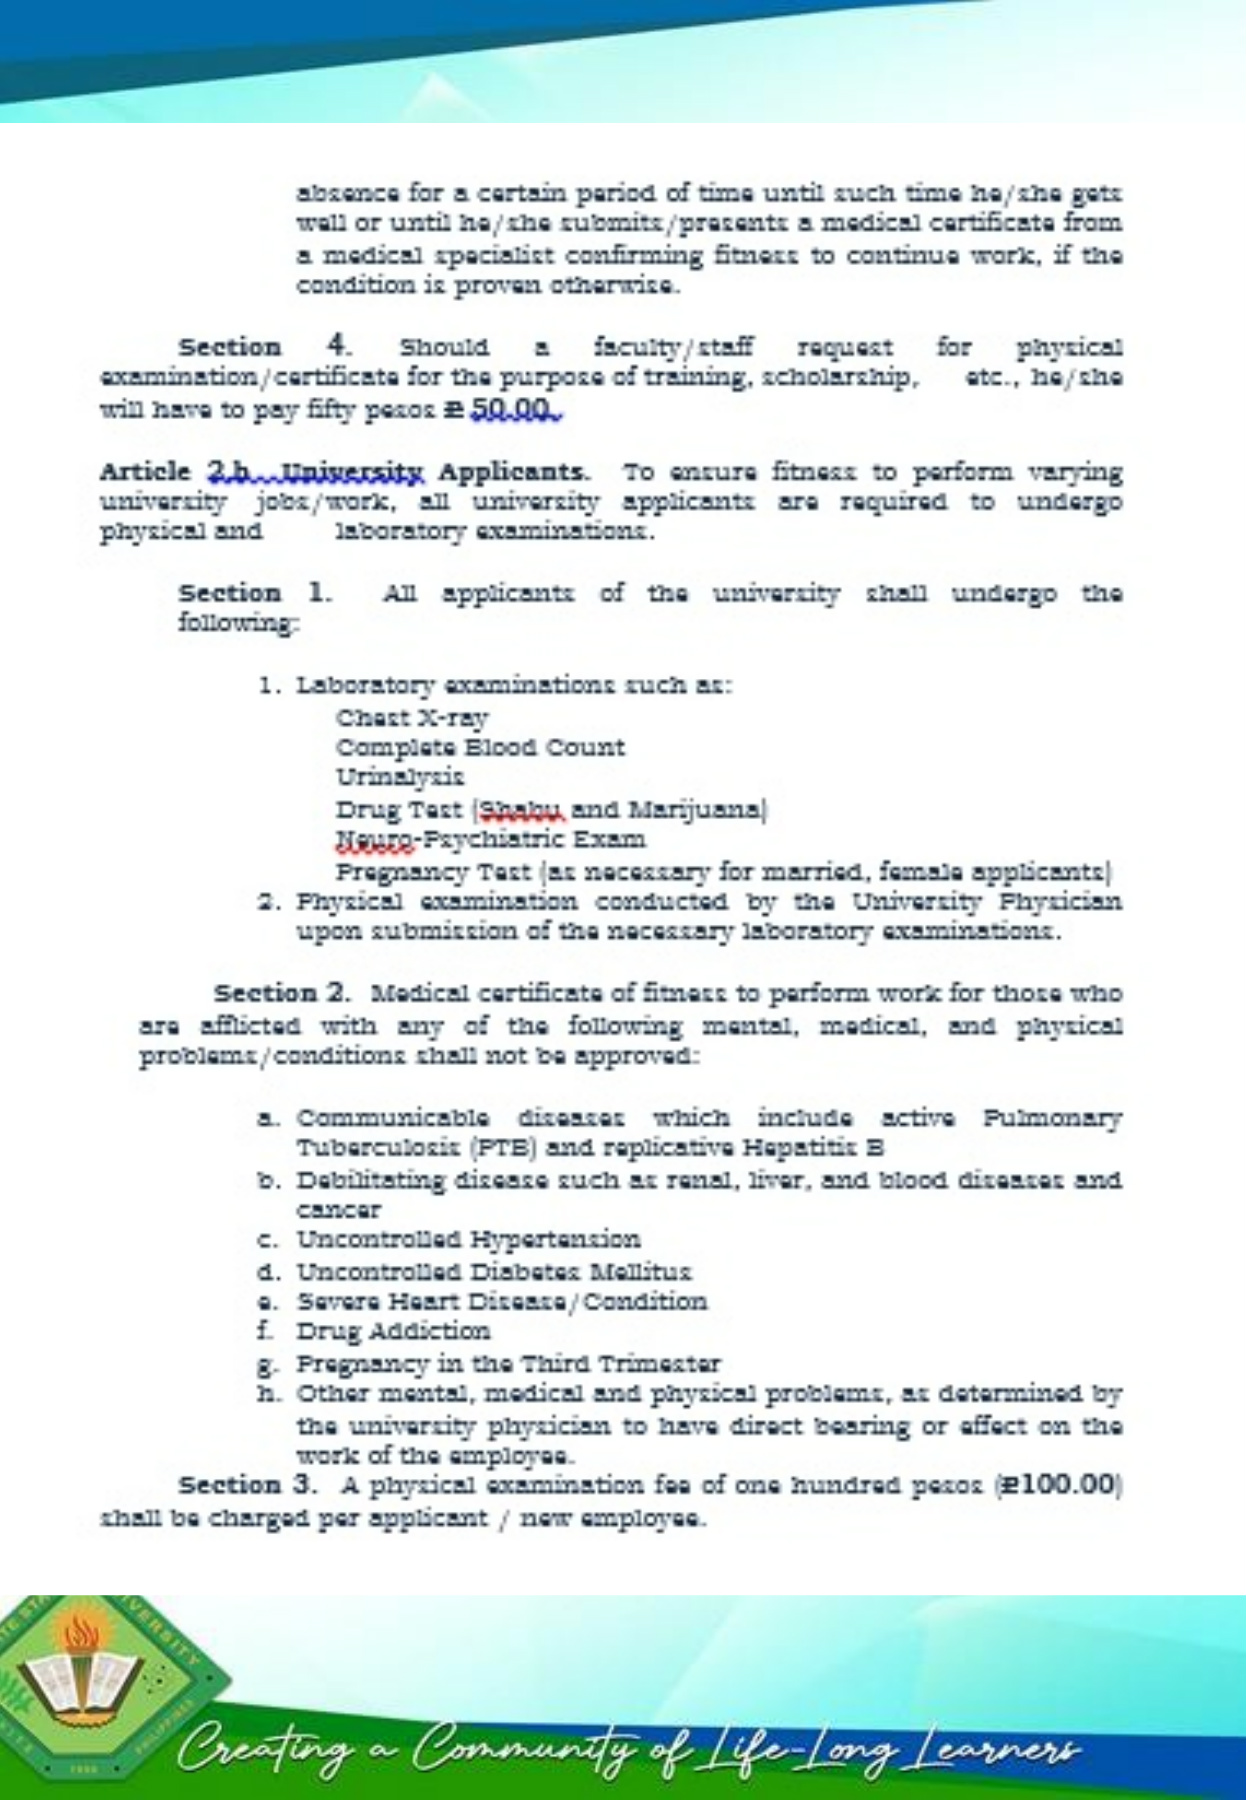 absence for a certain period of time until such time he/she gets
well or until he/she submits/presents a medical certificate from
a medical specialist confirming fitness to continue work, if the
condition is proven otherwise.
Section 4. Should a faculty/staff request for physical
examination/certificate for the purpose of training, scholarship, etc., he/she
will have to pay fifty pesos ₱ 50.00.
Article 2.b. University Applicants. To ensure fitness to perform varying
university jobs/work, all university applicants are required to undergo
physical and laboratory examinations.
Section 1. All applicants of the university shall undergo the
following:
1. Laboratory examinations such as:
Chest X-ray
Complete Blood Count
Urinalysis
Drug Test (Shabu and Marijuana)
Neuro-Psychiatric Exam
Pregnancy Test (as necessary for married, female applicants)
2. Physical examination conducted by the University Physician
upon submission of the necessary laboratory examinations.
Section 2. Medical certificate of fitness to perform work for those who
are afflicted with any of the following mental, medical, and physical
problems/conditions shall not be approved:
a. Communicable diseases which include active Pulmonary
Tuberculosis (PTB) and replicative Hepatitis B
b. Debilitating disease such as renal, liver, and blood diseases and
cancer
c. Uncontrolled Hypertension
d. Uncontrolled Diabetes Mellitus
e. Severe Heart Disease/Condition
f. Drug Addiction
g. Pregnancy in the Third Trimester
h. Other mental, medical and physical problems, as determined by
the university physician to have direct bearing or effect on the
work of the employee.
Section 3. A physical examination fee of one hundred pesos (₱100.00)
shall be charged per applicant / new employee.
Creating a Community of Life-Long Learners